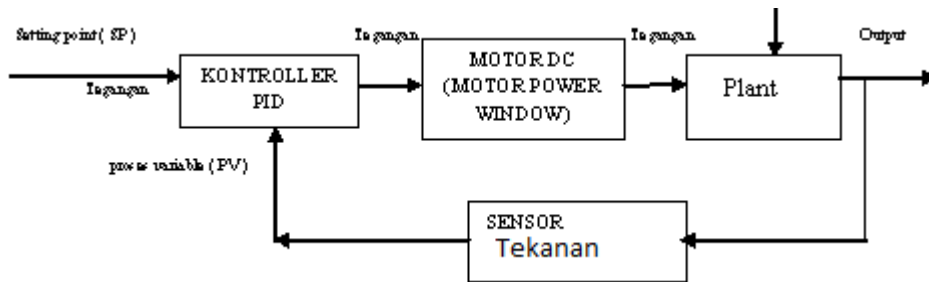 Setting point ( SP )
Tegangan
KONTROLLER
PID
Tegangan
MOTOR DC
(MOTOR POWER
WINDOW)
Tegangan
Plant
Output
proses variable ( PV )
SENSOR
Tekanan